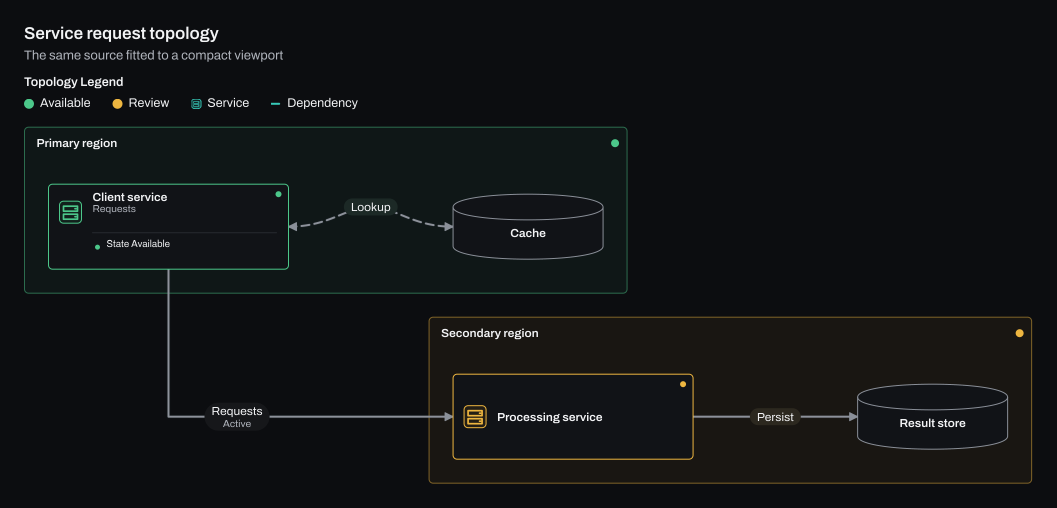 Service request topology
The same source fitted to a compact viewport
Topology Legend
Available Review Service Dependency
Primary region
Client service
Requests
State Available
Lookup
Cache
Secondary region
Requests
Active
Processing service
Persist
Result store